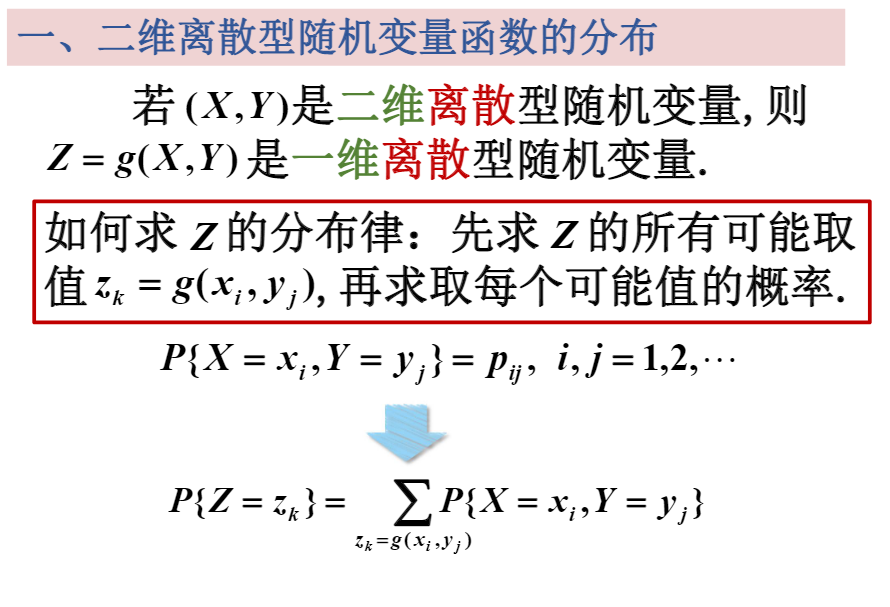 一、二维离散型随机变量函数的分布
若 (X,Y)是二维离散型随机变量, 则
Z = g(X,Y) 是一维离散型随机变量.
如何求 Z 的分布律：先求 Z 的所有可能取
值 z_k = g(x_i, y_j), 再求取每个可能值的概率.
P{X = x_i, Y = y_j} = p_ij, i, j = 1,2,⋯
P{Z = z_k} = ∑ P{X = x_i, Y = y_j}
z_k=g(x_i,y_j)